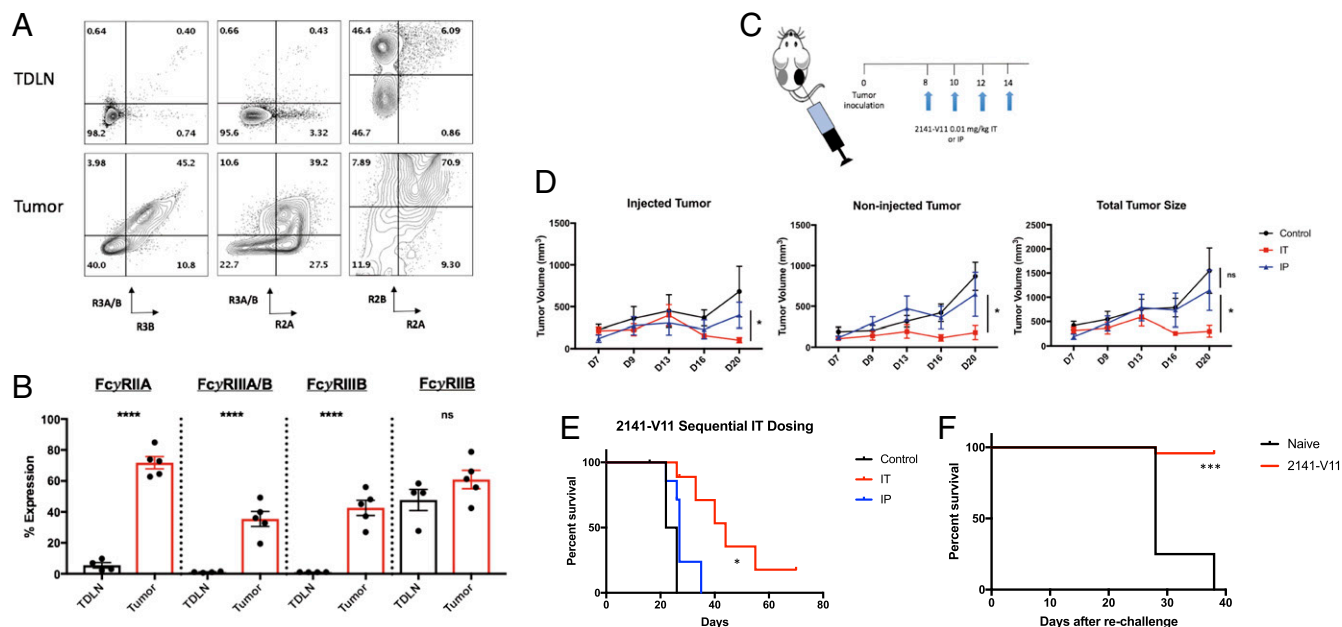 A
TDLN
0.64 0.40
98.2 0.74
0.66 0.43
95.6 3.32
46.4 6.09
46.7 0.86
Tumor
3.98 45.2
40.0 10.8
10.6 39.2
22.7 27.5
7.89 70.9
11.9 9.30
R3A/B
R3B
R3A/B
R2A
R2B
R2A
B
FcγRIIA FcγRIIIA/B FcγRIIIB FcγRIIB
**** **** **** ns
% Expression
100
80
60
40
20
0
TDLN Tumor TDLN Tumor TDLN Tumor TDLN Tumor
C
0 8 10 12 14
Tumor
inoculation
2141-V11 0.01 mg/kg IT
or IP
D
Injected Tumor
Tumor Volume (mm³)
1500
1000
500
0
D7 D9 D13 D16 D20
*
Non-injected Tumor
Tumor Volume (mm³)
1500
1000
500
0
D7 D9 D13 D16 D20
*
Total Tumor Size
Tumor Volume (mm³)
2500
2000
1500
1000
500
0
D7 D9 D13 D16 D20
ns
*
Control
IT
IP
E
2141-V11 Sequential IT Dosing
Percent survival
100
50
0
0 20 40 60 80
Days
*
Control
IT
IP
F
Percent survival
100
50
0
0 10 20 30 40
Days after re-challenge
***
Naive
2141-V11